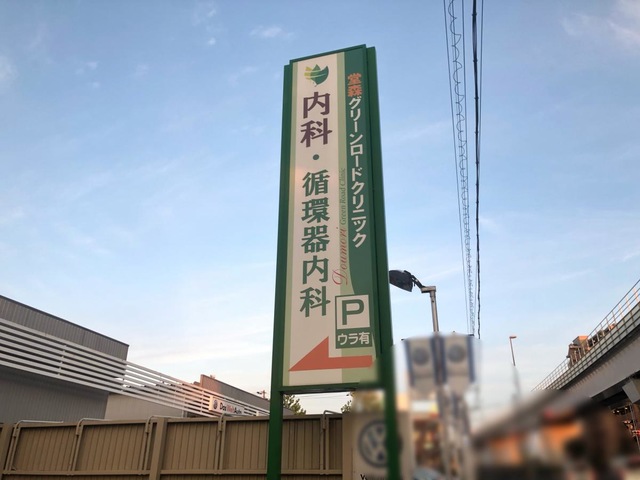 内科・循環器内科
堂森グリーンロードクリニック
Doumori Green Road Clinic
P
ウラ有